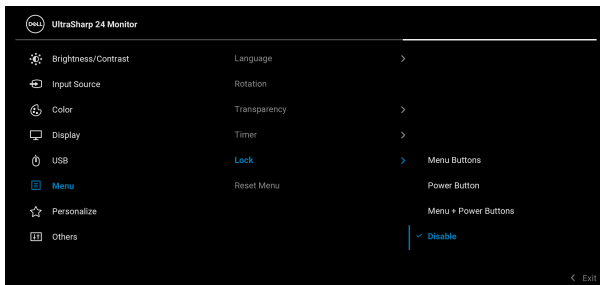 DELL UltraSharp 24 Monitor
Brightness/Contrast Language
Input Source Rotation
Color Transparency
Display Timer
USB Lock Menu Buttons
Menu Reset Menu Power Button
Personalize Menu + Power Buttons
Others Disable
Exit